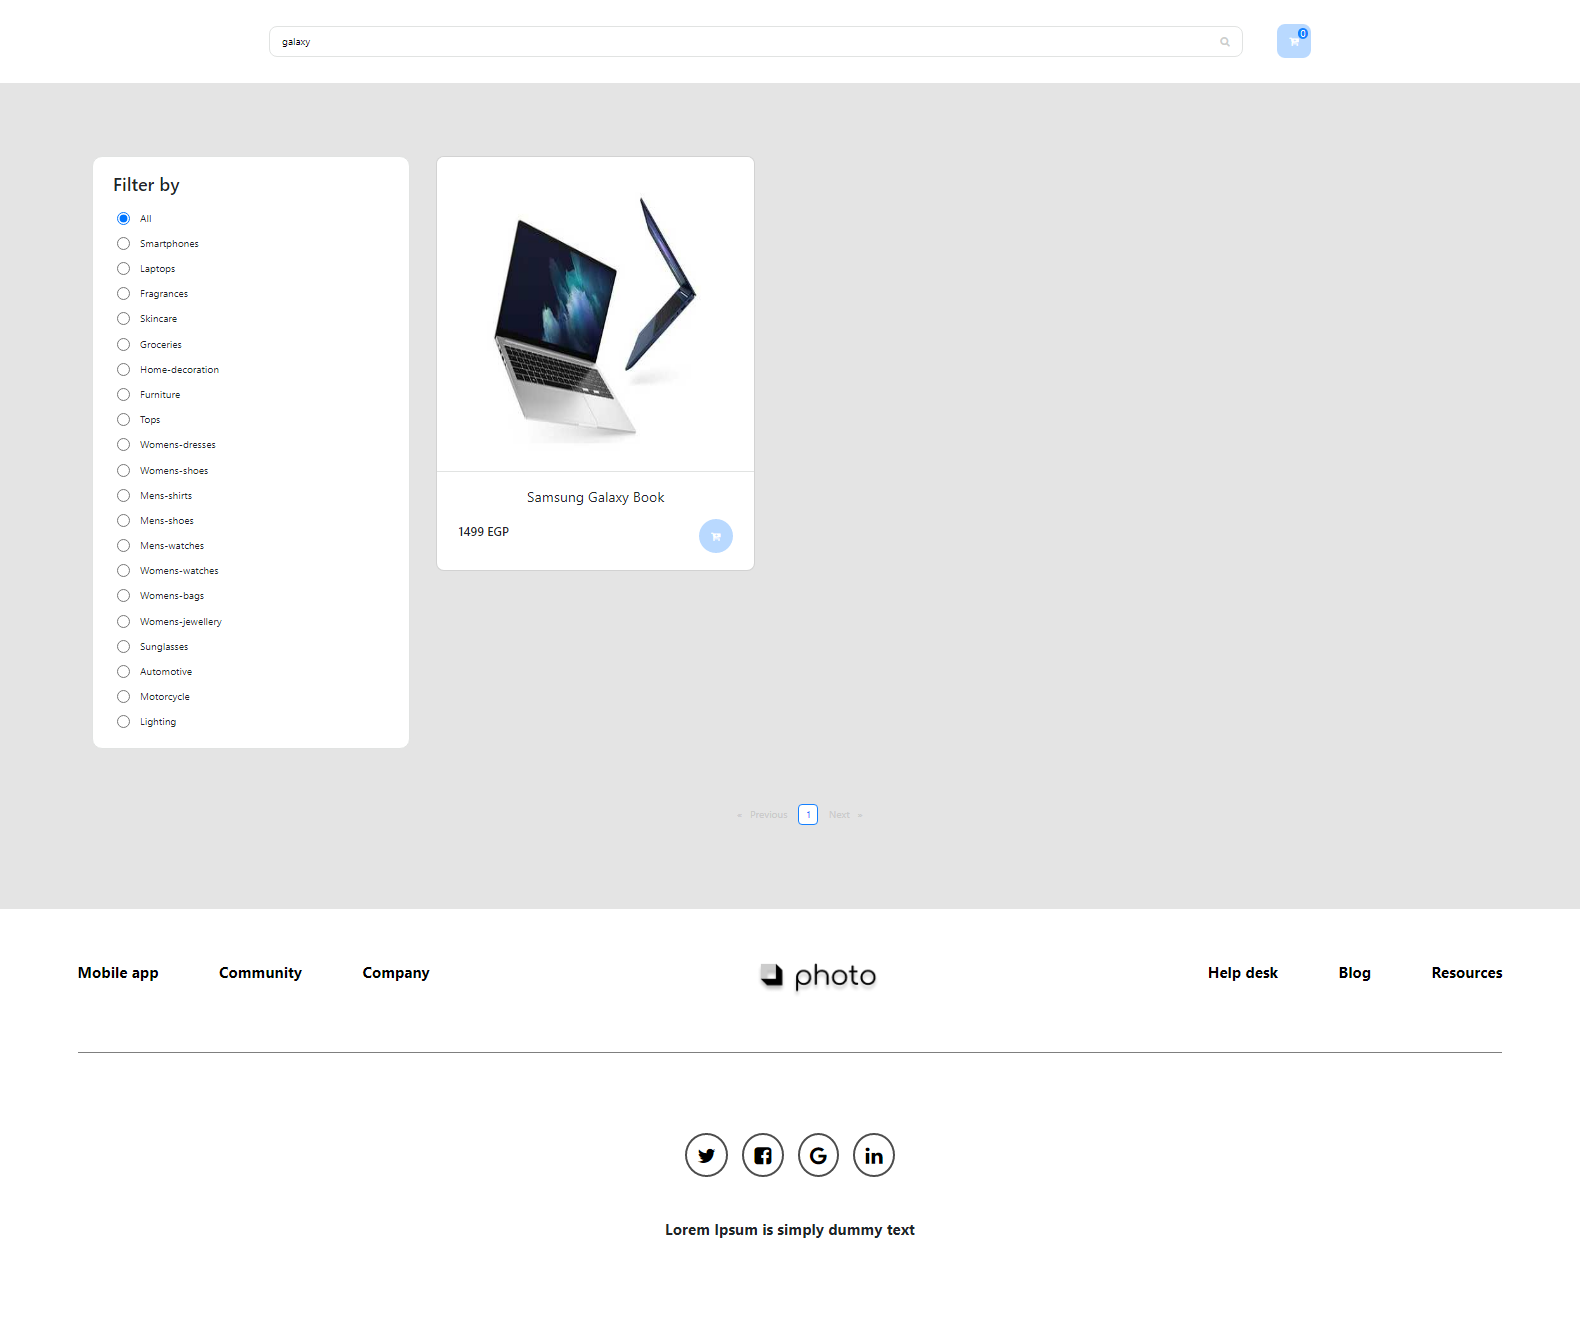 galaxy
0
Filter by
All
Smartphones
Laptops
Fragrances
Skincare
Groceries
Home-decoration
Furniture
Tops
Womens-dresses
Womens-shoes
Mens-shirts
Mens-shoes
Mens-watches
Womens-watches
Womens-bags
Womens-jewellery
Sunglasses
Automotive
Motorcycle
Lighting
Samsung Galaxy Book
1499 EGP
« Previous 1 Next »
Mobile app Community Company photo Help desk Blog Resources
Lorem Ipsum is simply dummy text